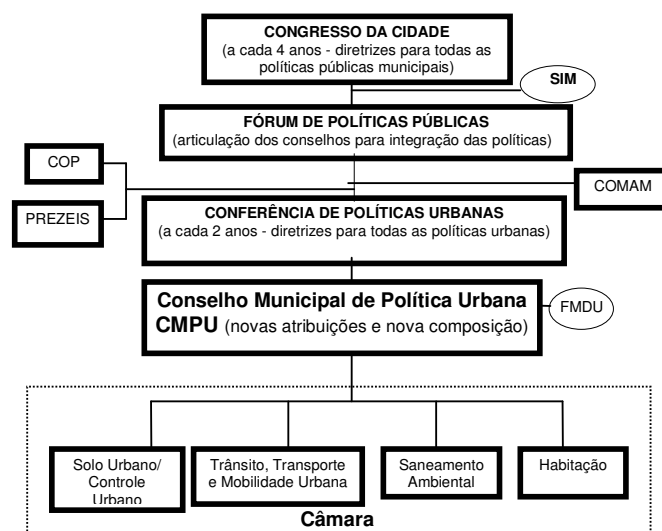 CONGRESSO DA CIDADE
(a cada 4 anos - diretrizes para todas as
políticas públicas municipais)
SIM
FÓRUM DE POLÍTICAS PÚBLICAS
(articulação dos conselhos para integração das políticas)
COP
COMAM
PREZEIS
CONFERÊNCIA DE POLÍTICAS URBANAS
(a cada 2 anos - diretrizes para todas as políticas urbanas)
Conselho Municipal de Política Urbana
CMPU (novas atribuições e nova composição)
FMDU
Solo Urbano/
Controle
Urbano
Trânsito, Transporte
e Mobilidade Urbana
Saneamento
Ambiental
Habitação
Câmara